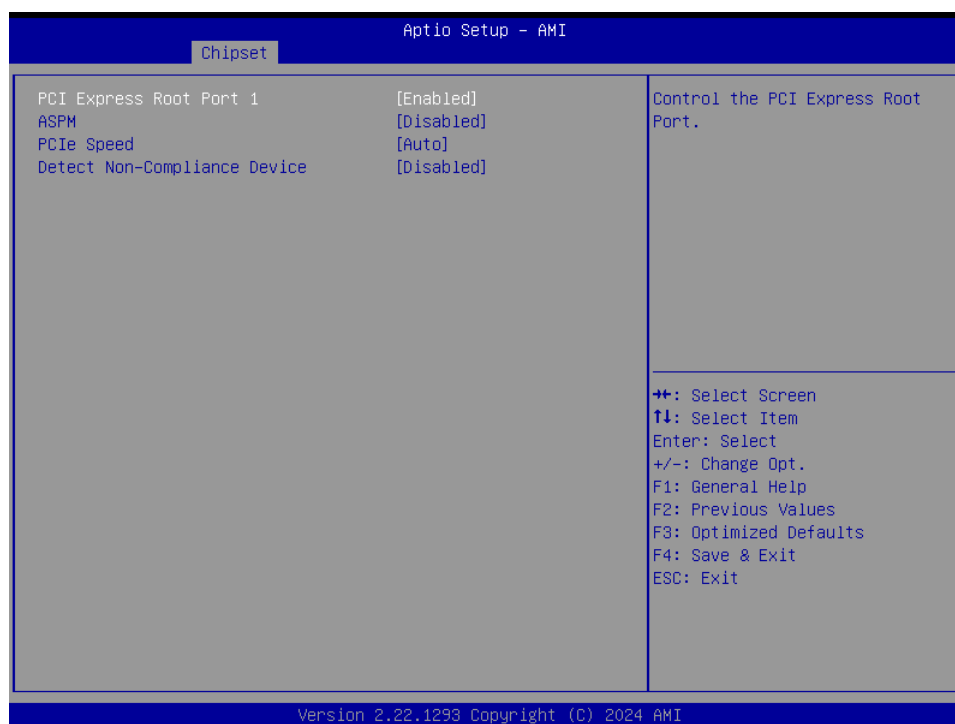 Aptio Setup - AMI
Chipset
PCI Express Root Port 1 [Enabled]
ASPM [Disabled]
PCIe Speed [Auto]
Detect Non-Compliance Device [Disabled]
Control the PCI Express Root
Port.
→←: Select Screen
↑↓: Select Item
Enter: Select
+/-: Change Opt.
F1: General Help
F2: Previous Values
F3: Optimized Defaults
F4: Save & Exit
ESC: Exit
Version 2.22.1293 Copyright (C) 2024 AMI